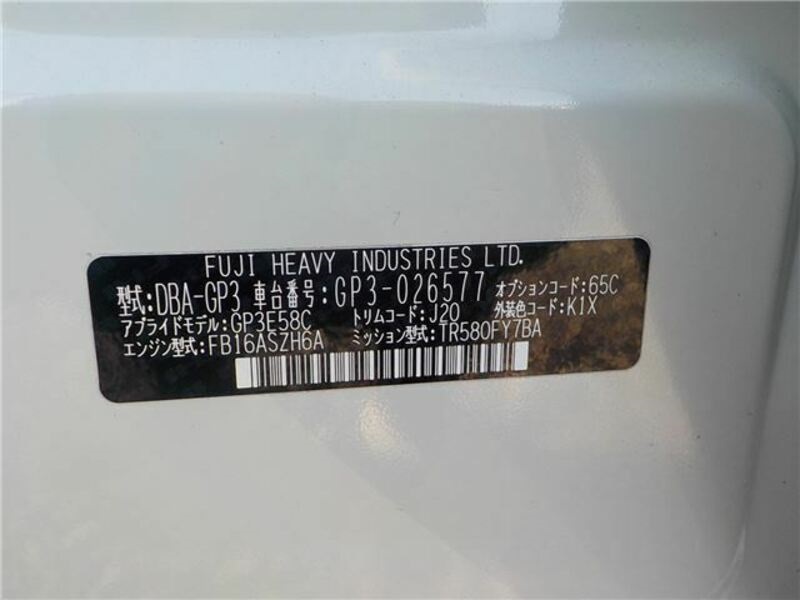 FUJI HEAVY INDUSTRIES LTD.
型式:DBA-GP3 車台番号:GP3-026577 オプションコード:65C
アプライドモデル:GP3E58C トリムコード:J20 外装色コード:K1X
エンジン型式:FB16ASZH6A ミッション型式:TR580FY7BA